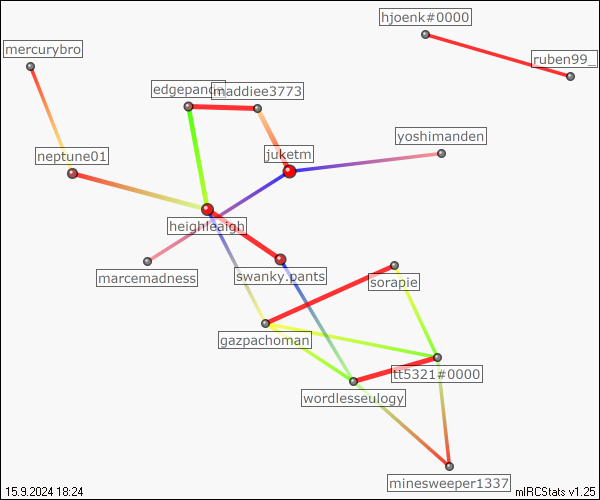 hjoenk#0000
mercurybro
ruben99_
maddiee3773
yoshimanden
juketm
neptune01
heighleaigh
marcemadness
swanky.pants
sorapie
gazpachoman
tt5321#0000
wordlesseulogy
minesweeper1337
15.9.2024 18:24
mIRCStats v1.25